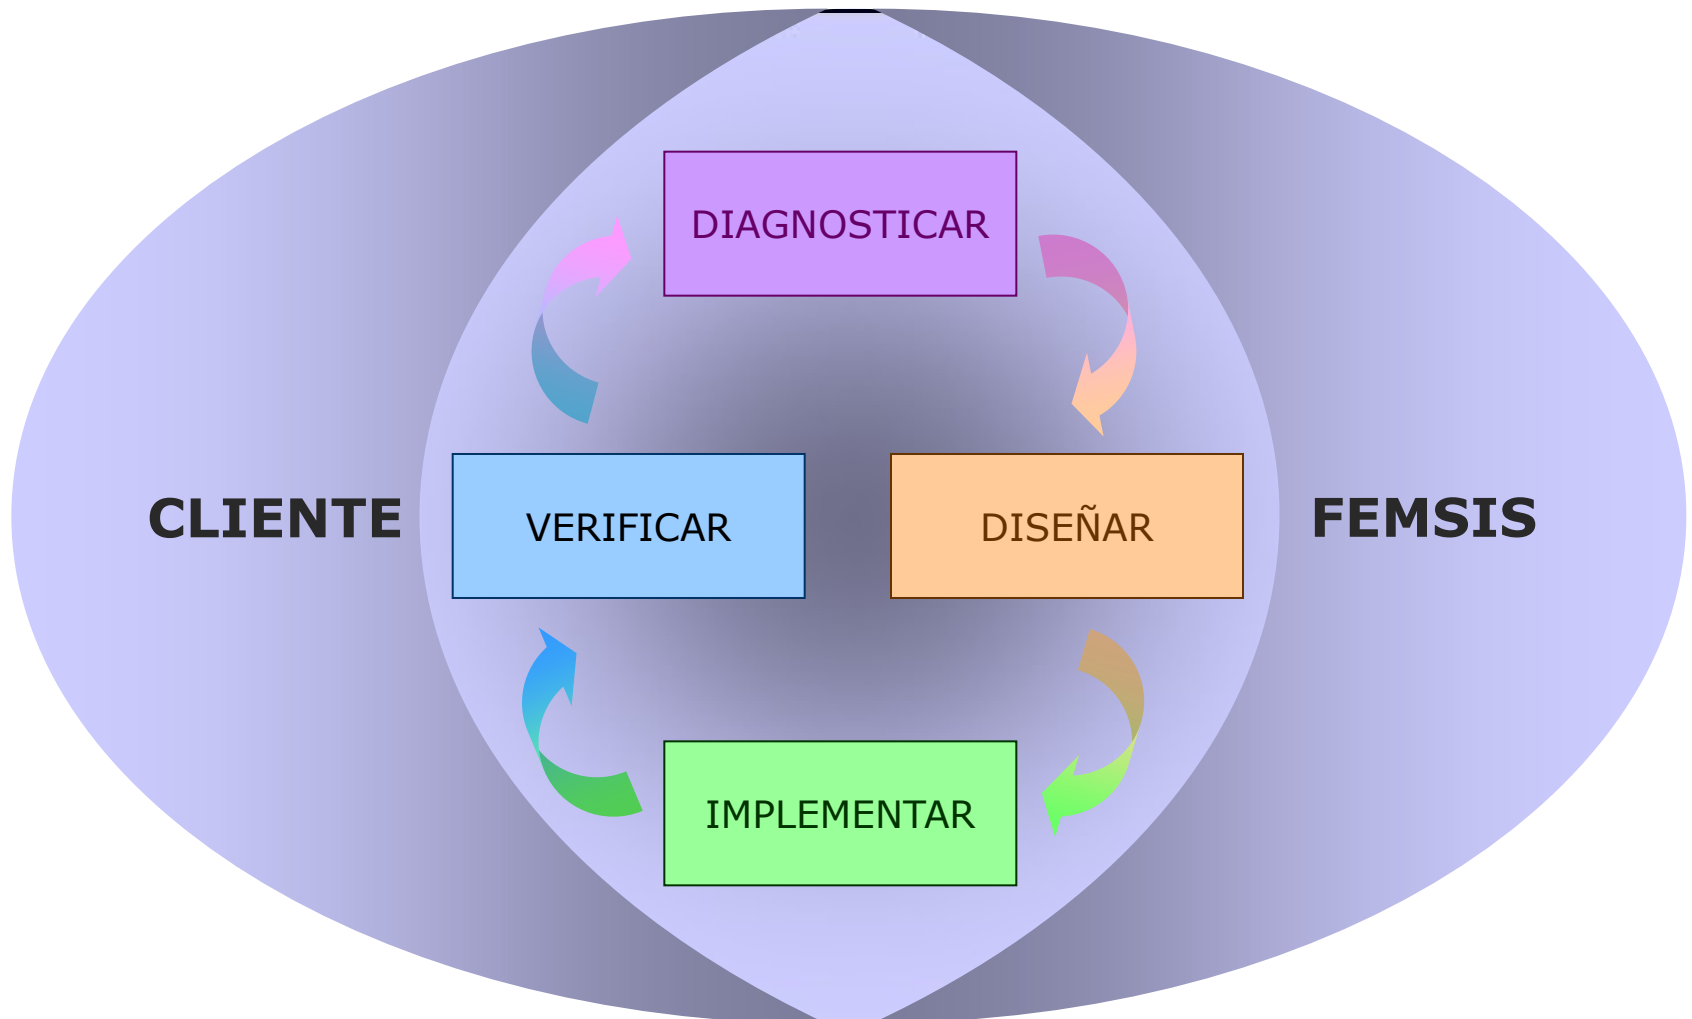 DIAGNOSTICAR
CLIENTE
VERIFICAR
DISEÑAR
FEMSIS
IMPLEMENTAR